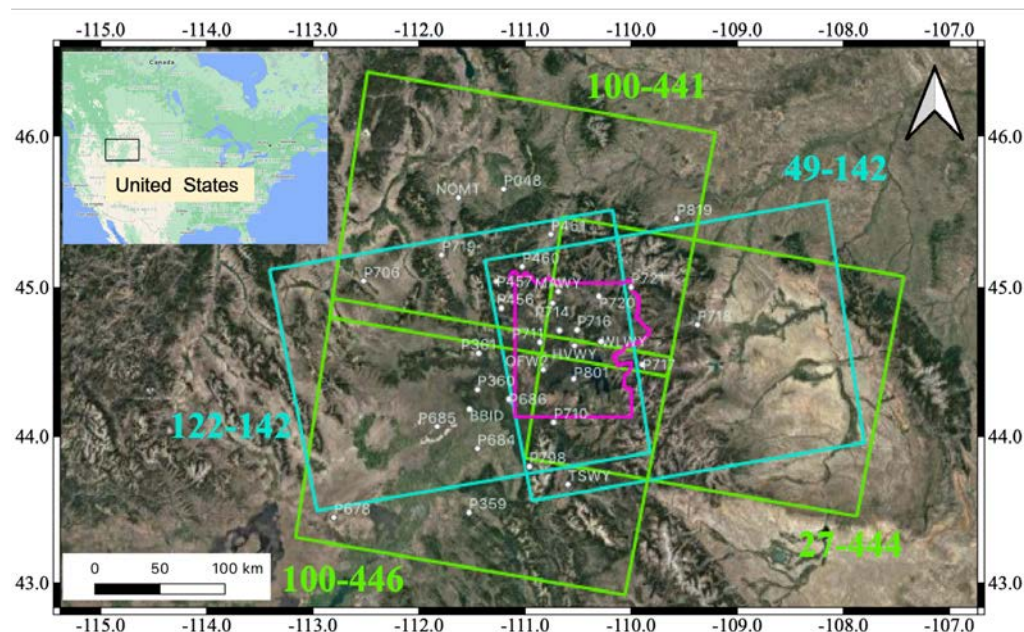 -115.0 -114.0 -113.0 -112.0 -111.0 -110.0 -109.0 -108.0 -107.0
Canada
United States
100-441
46.0 46.0
49-142
P048
NOMT
P819
P461
P719
P460
45.0 45.0
P706
P457 MAWY
P721
P456
P720
P714
P716
P718
P711
WLWY
P361
HVWY
OFW2
P717
P801
P360
P686
BBID
122-142
P685
P710
44.0 44.0
P684
P708
TSWY
P678
P359
27-444
0 50 100 km
100-446
43.0 43.0
-115.0 -114.0 -113.0 -112.0 -111.0 -110.0 -109.0 -108.0 -107.0